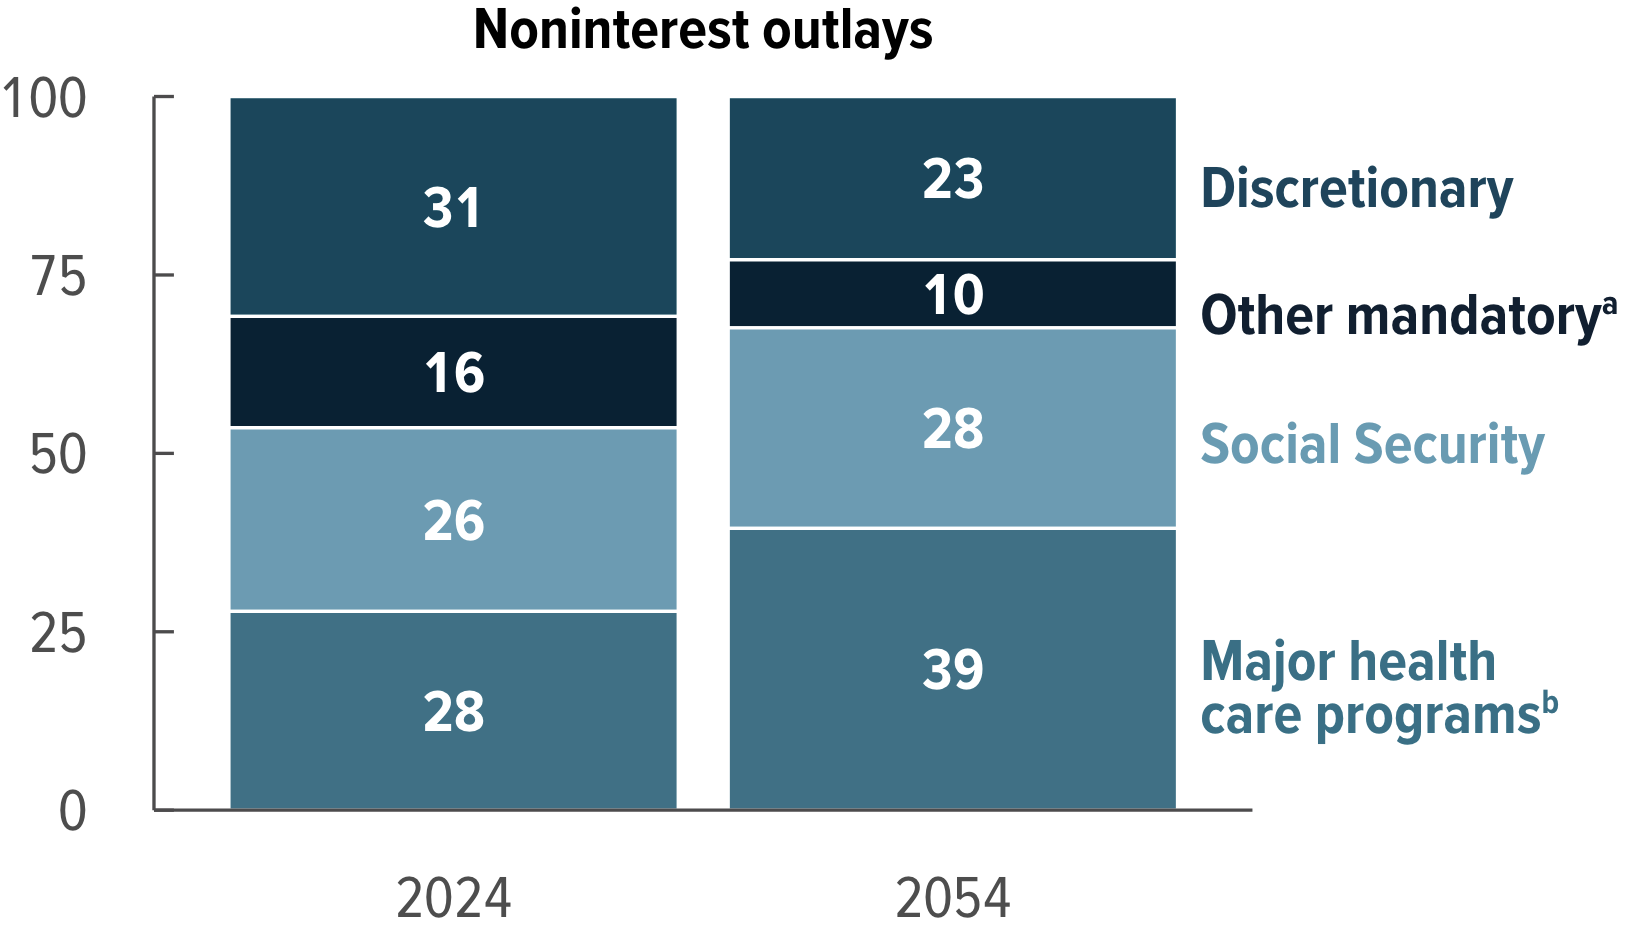 Noninterest outlays
100
75
50
25
0
31
16
26
28
23
10
28
39
Discretionary
Other mandatoryᵃ
Social Security
Major health
care programsᵇ
2024
2054